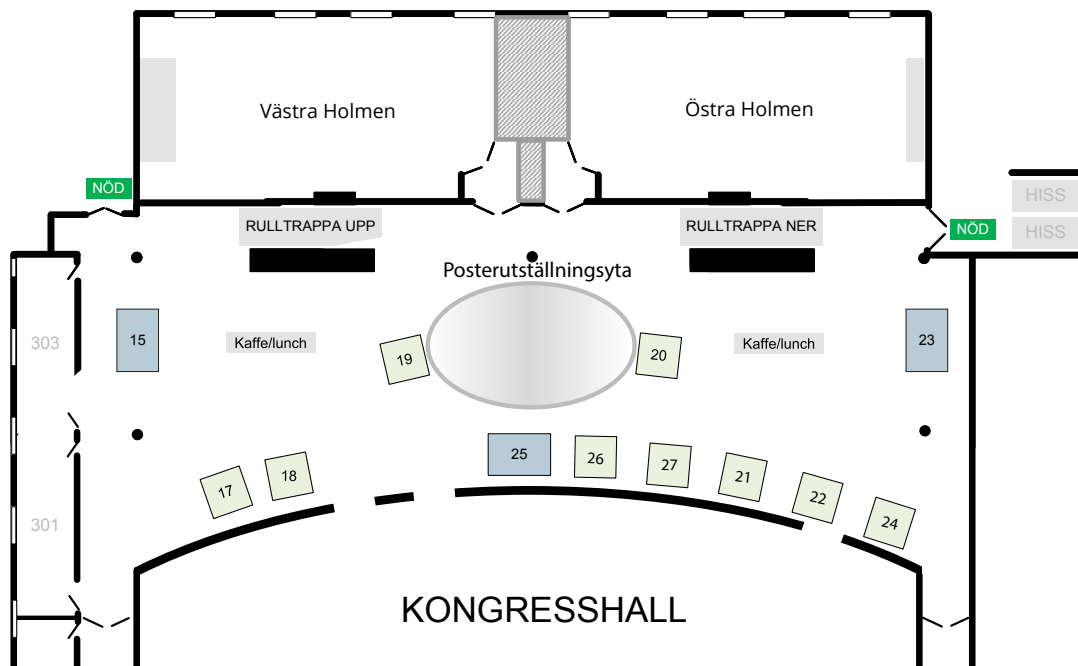 Västra Holmen
Östra Holmen
NÖD
HISS
HISS
RULLTRAPPA UPP
RULLTRAPPA NER
NÖD
Posterutställningsyta
303
15
Kaffe/lunch
19
20
Kaffe/lunch
23
25
26
27
21
22
24
18
17
301
KONGRESSHALL